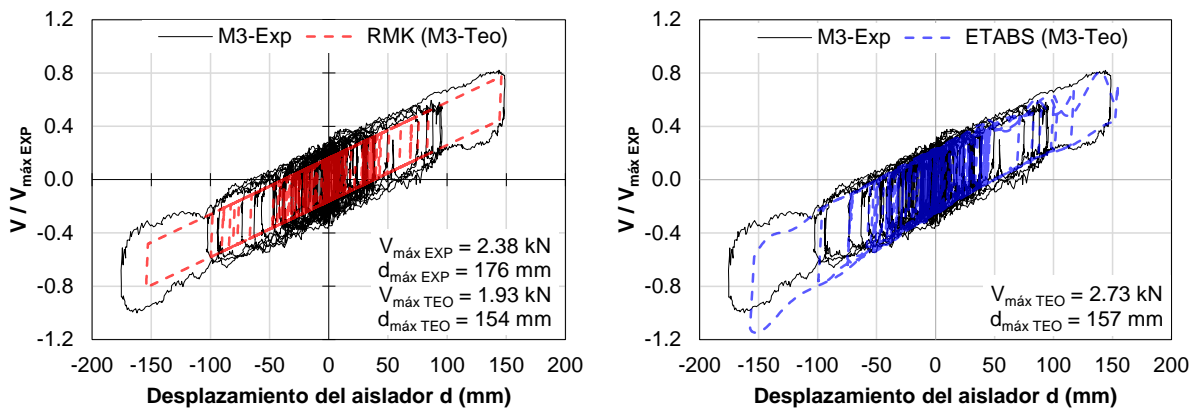 M3-Exp RMK (M3-Teo)
1.2
0.8
0.4
0.0
-0.4
-0.8
-1.2
V / Vmáx EXP
Vmáx EXP = 2.38 kN
dmáx EXP = 176 mm
Vmáx TEO = 1.93 kN
dmáx TEO = 154 mm
-200 -150 -100 -50 0 50 100 150 200
Desplazamiento del aislador d (mm)
M3-Exp ETABS (M3-Teo)
1.2
0.8
0.4
0.0
-0.4
-0.8
-1.2
V / Vmáx EXP
Vmáx TEO = 2.73 kN
dmáx TEO = 157 mm
-200 -150 -100 -50 0 50 100 150 200
Desplazamiento del aislador d (mm)